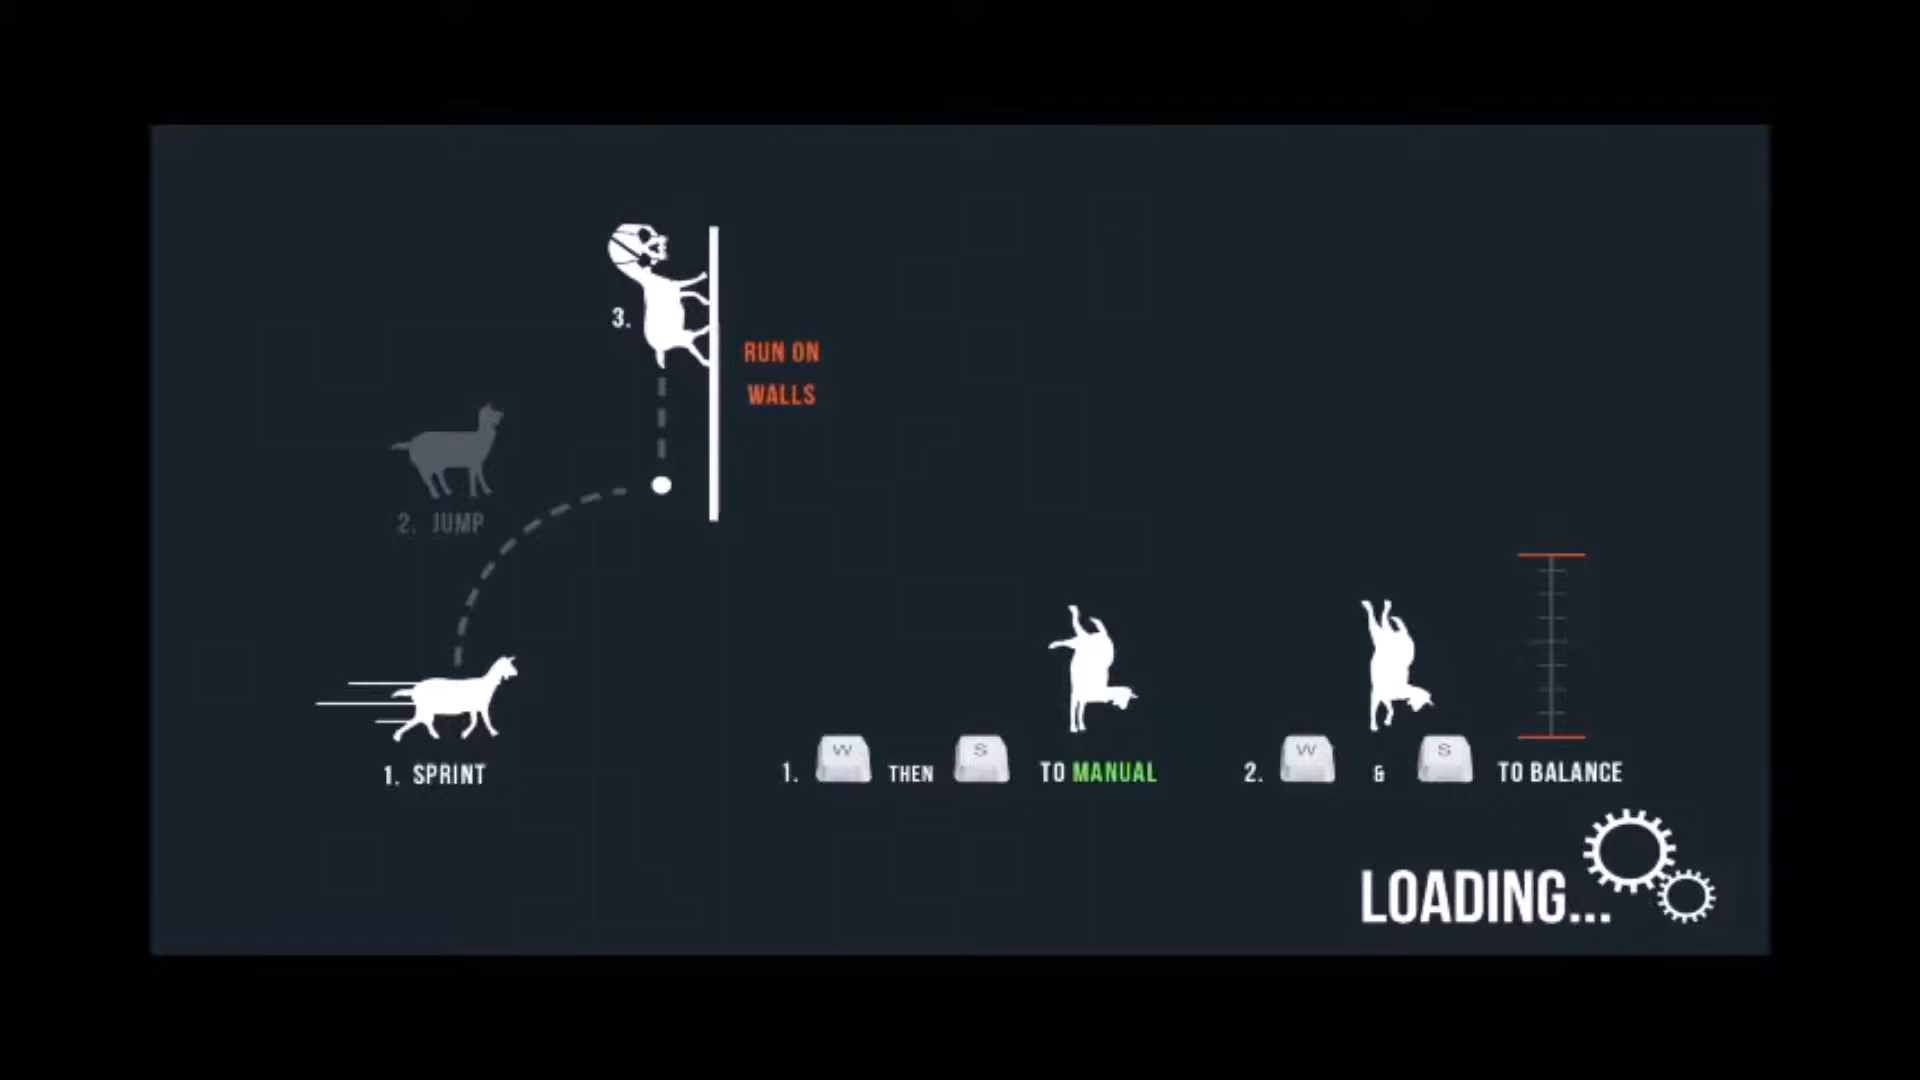 3.
RUN ON
WALLS
2. JUMP
1. SPRINT
1. W THEN S TO MANUAL
2. W & S TO BALANCE
LOADING...